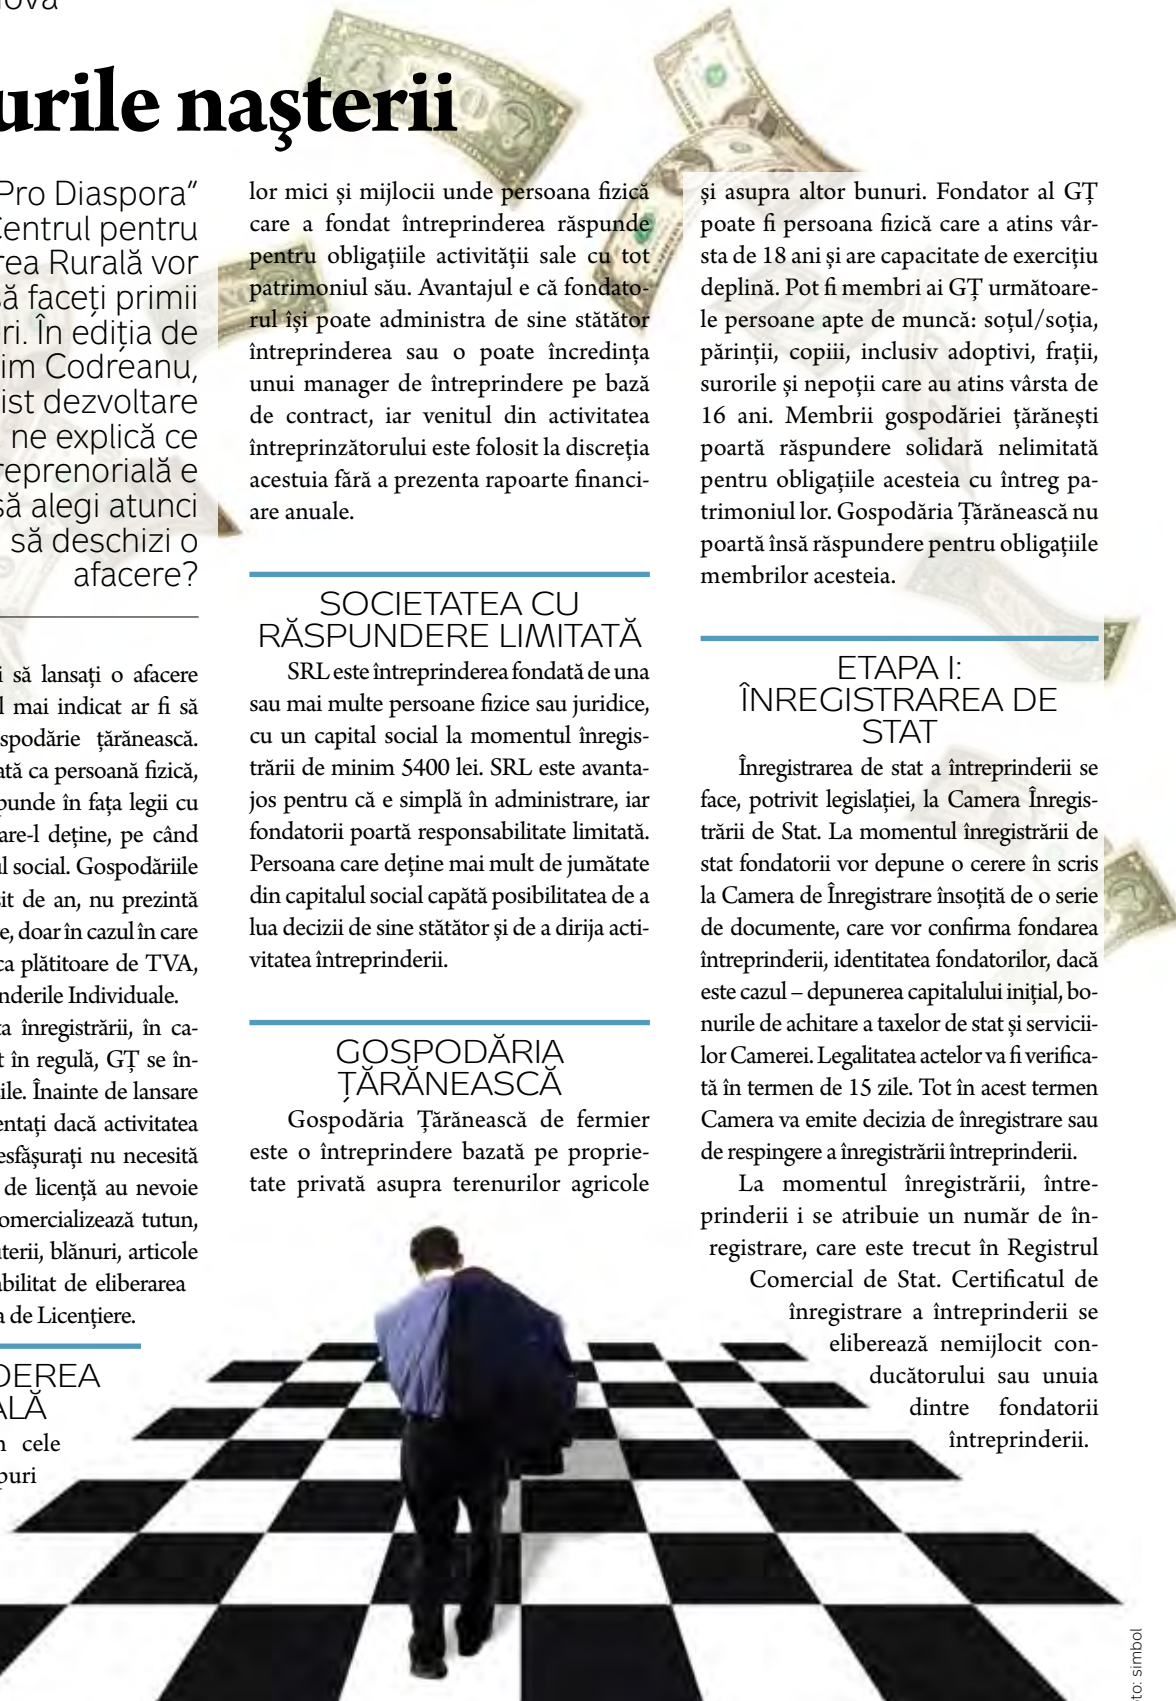 urile naşterii
Pro Diaspora”
Centrul pentru
rea Rurală vor
să faceți primii
ri. În ediția de
im Codreanu,
ist dezvoltare
ne explică ce
reprenorială e
să alegi atunci
să deschizi o
afacere?
i să lansați o afacere
l mai indicat ar fi să
spodărie țărănească.
ată ca persoană fizică,
punde în fața legii cu
are-l deține, pe când
ul social. Gospodăriile
sit de an, nu prezintă
e, doar în cazul în care
ca plătitoare de TVA,
nderile Individuale.
ta înregistrării, în ca-
t în regulă, GȚ se în-
ile. Înainte de lansare
entați dacă activitatea
esfășurați nu necesită
de licență au nevoie
omercializează tutun,
terii, blănuri, articole
abilitat de eliberarea
a de Licențiere.
DEREA
ALĂ
n cele
puri
lor mici și mijlocii unde persoana fizică
care a fondat întreprinderea răspunde
pentru obligațiile activității sale cu tot
patrimoniul său. Avantajul e că fondato-
rul își poate administra de sine stătător
întreprinderea sau o poate încredința
unui manager de întreprindere pe bază
de contract, iar venitul din activitatea
întreprinzătorului este folosit la discreția
acestuia fără a prezenta rapoarte financi-
are anuale.
SOCIETATEA CU
RĂSPUNDERE LIMITATĂ
SRL este întreprinderea fondată de una
sau mai multe persoane fizice sau juridice,
cu un capital social la momentul înregis-
trării de minim 5400 lei. SRL este avanta-
jos pentru că e simplă în administrare, iar
fondatorii poartă responsabilitate limitată.
Persoana care deține mai mult de jumătate
din capitalul social capătă posibilitatea de a
lua decizii de sine stătător și de a dirija acti-
vitatea întreprinderii.
GOSPODĂRIA
ȚĂRĂNEASCĂ
Gospodăria Țărănească de fermier
este o întreprindere bazată pe proprie-
tate privată asupra terenurilor agricole
și asupra altor bunuri. Fondator al GȚ
poate fi persoana fizică care a atins vâr-
sta de 18 ani și are capacitate de exercițiu
deplină. Pot fi membri ai GȚ următoare-
le persoane apte de muncă: soțul/soția,
părinții, copiii, inclusiv adoptivi, frații,
surorile și nepoții care au atins vârsta de
16 ani. Membrii gospodăriei țărănești
poartă răspundere solidară nelimitată
pentru obligațiile acesteia cu întreg pa-
trimoniul lor. Gospodăria Țărănească nu
poartă însă răspundere pentru obligațiile
membrilor acesteia.
ETAPA I:
ÎNREGISTRAREA DE
STAT
Înregistrarea de stat a întreprinderii se
face, potrivit legislației, la Camera Înregis-
trării de Stat. La momentul înregistrării de
stat fondatorii vor depune o cerere în scris
la Camera de Înregistrare însoțită de o serie
de documente, care vor confirma fondarea
întreprinderii, identitatea fondatorilor, dacă
este cazul – depunerea capitalului inițial, bo-
nurile de achitare a taxelor de stat și servicii-
lor Camerei. Legalitatea actelor va fi verifica-
tă în termen de 15 zile. Tot în acest termen
Camera va emite decizia de înregistrare sau
de respingere a înregistrării întreprinderii.
La momentul înregistrării, între-
prinderii i se atribuie un număr de în-
registrare, care este trecut în Registrul
Comercial de Stat. Certificatul de
înregistrare a întreprinderii se
eliberează nemijlocit con-
ducătorului sau unuia
dintre fondatorii
întreprinderii.
to: simbol